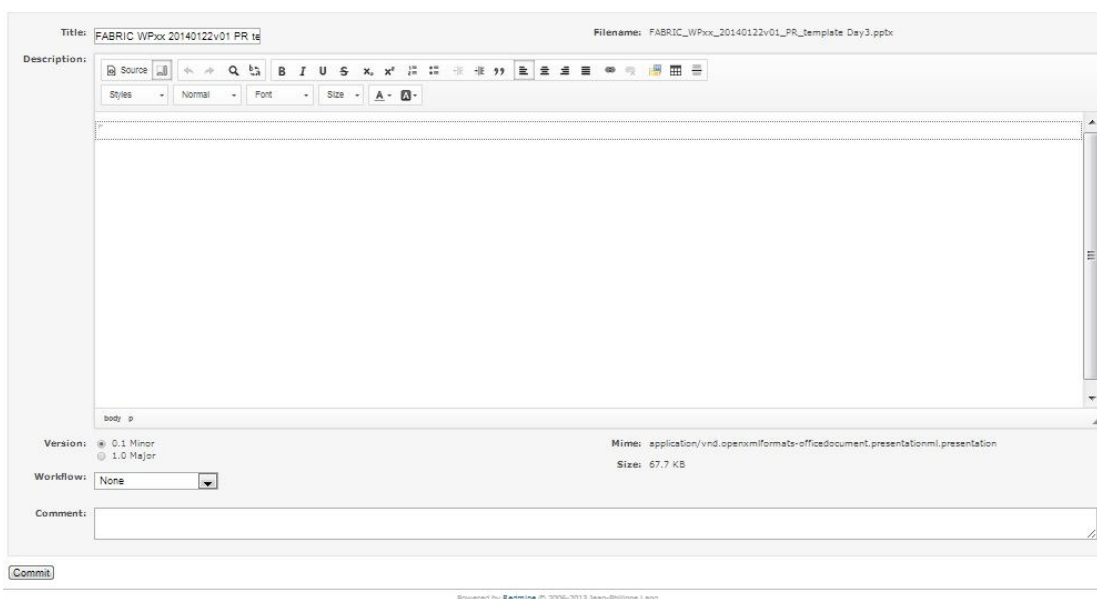 Title: FABRIC WPxx 20140122v01 PR te
Filename: FABRIC_WPxx_20140122v01_PR_template Day3.pptx
Description:
Source B I U S x₂ x²
Styles Normal Font Size A A
body p
Version: 0.1 Minor
1.0 Major
Mime: application/vnd.openxmlformats-officedocument.presentationml.presentation
Size: 67.7 KB
Workflow: None
Comment:
Commit
Powered by Redmine © 2006-2013 Jean-Philippe Lang